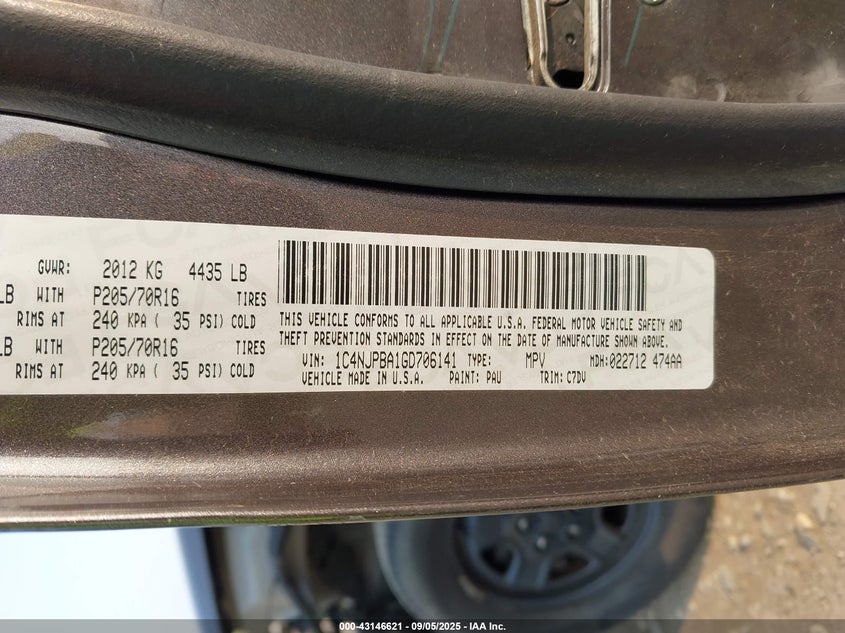 GVWR: 2012 KG 4435 LB
LB WITH P205/70R16 TIRES
RIMS AT 240 KPA ( 35 PSI) COLD
LB WITH P205/70R16 TIRES
RIMS AT 240 KPA ( 35 PSI) COLD
THIS VEHICLE CONFORMS TO ALL APPLICABLE U.S.A. FEDERAL MOTOR VEHICLE SAFETY AND
THEFT PREVENTION STANDARDS IN EFFECT ON THE DATE OF MANUFACTURE SHOWN ABOVE.
VIN: 1C4NJPBA1GD706141 TYPE: MPV MDH:022712 474AA
VEHICLE MADE IN U.S.A. PAINT: PAU TRIM: C7DV
000-43146621 - 09/05/2025 - IAA Inc.